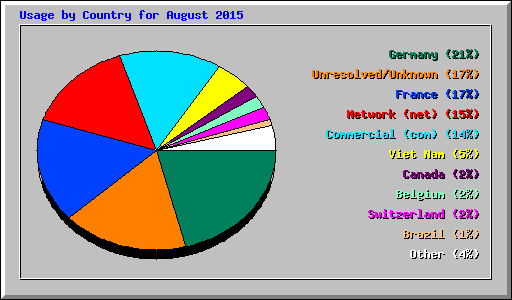 Usage by Country for August 2015
Germany (21%)
Unresolved/Unknown (17%)
France (17%)
Network (net) (15%)
Commercial (com) (14%)
Viet Nam (5%)
Canada (2%)
Belgium (2%)
Switzerland (2%)
Brazil (1%)
Other (4%)